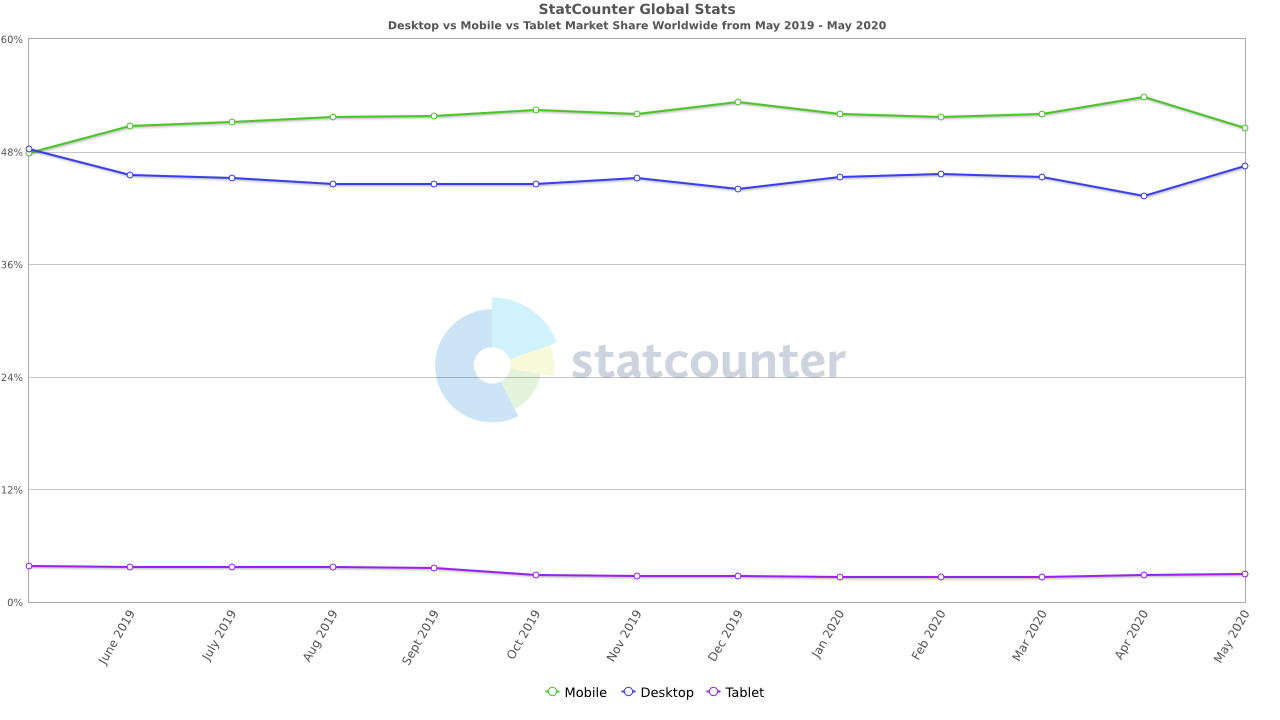 StatCounter Global Stats
Desktop vs Mobile vs Tablet Market Share Worldwide from May 2019 - May 2020
60%
48%
36%
24%
12%
0%
statcounter
June 2019
July 2019
Aug 2019
Sept 2019
Oct 2019
Nov 2019
Dec 2019
Jan 2020
Feb 2020
Mar 2020
Apr 2020
May 2020
Mobile Desktop Tablet